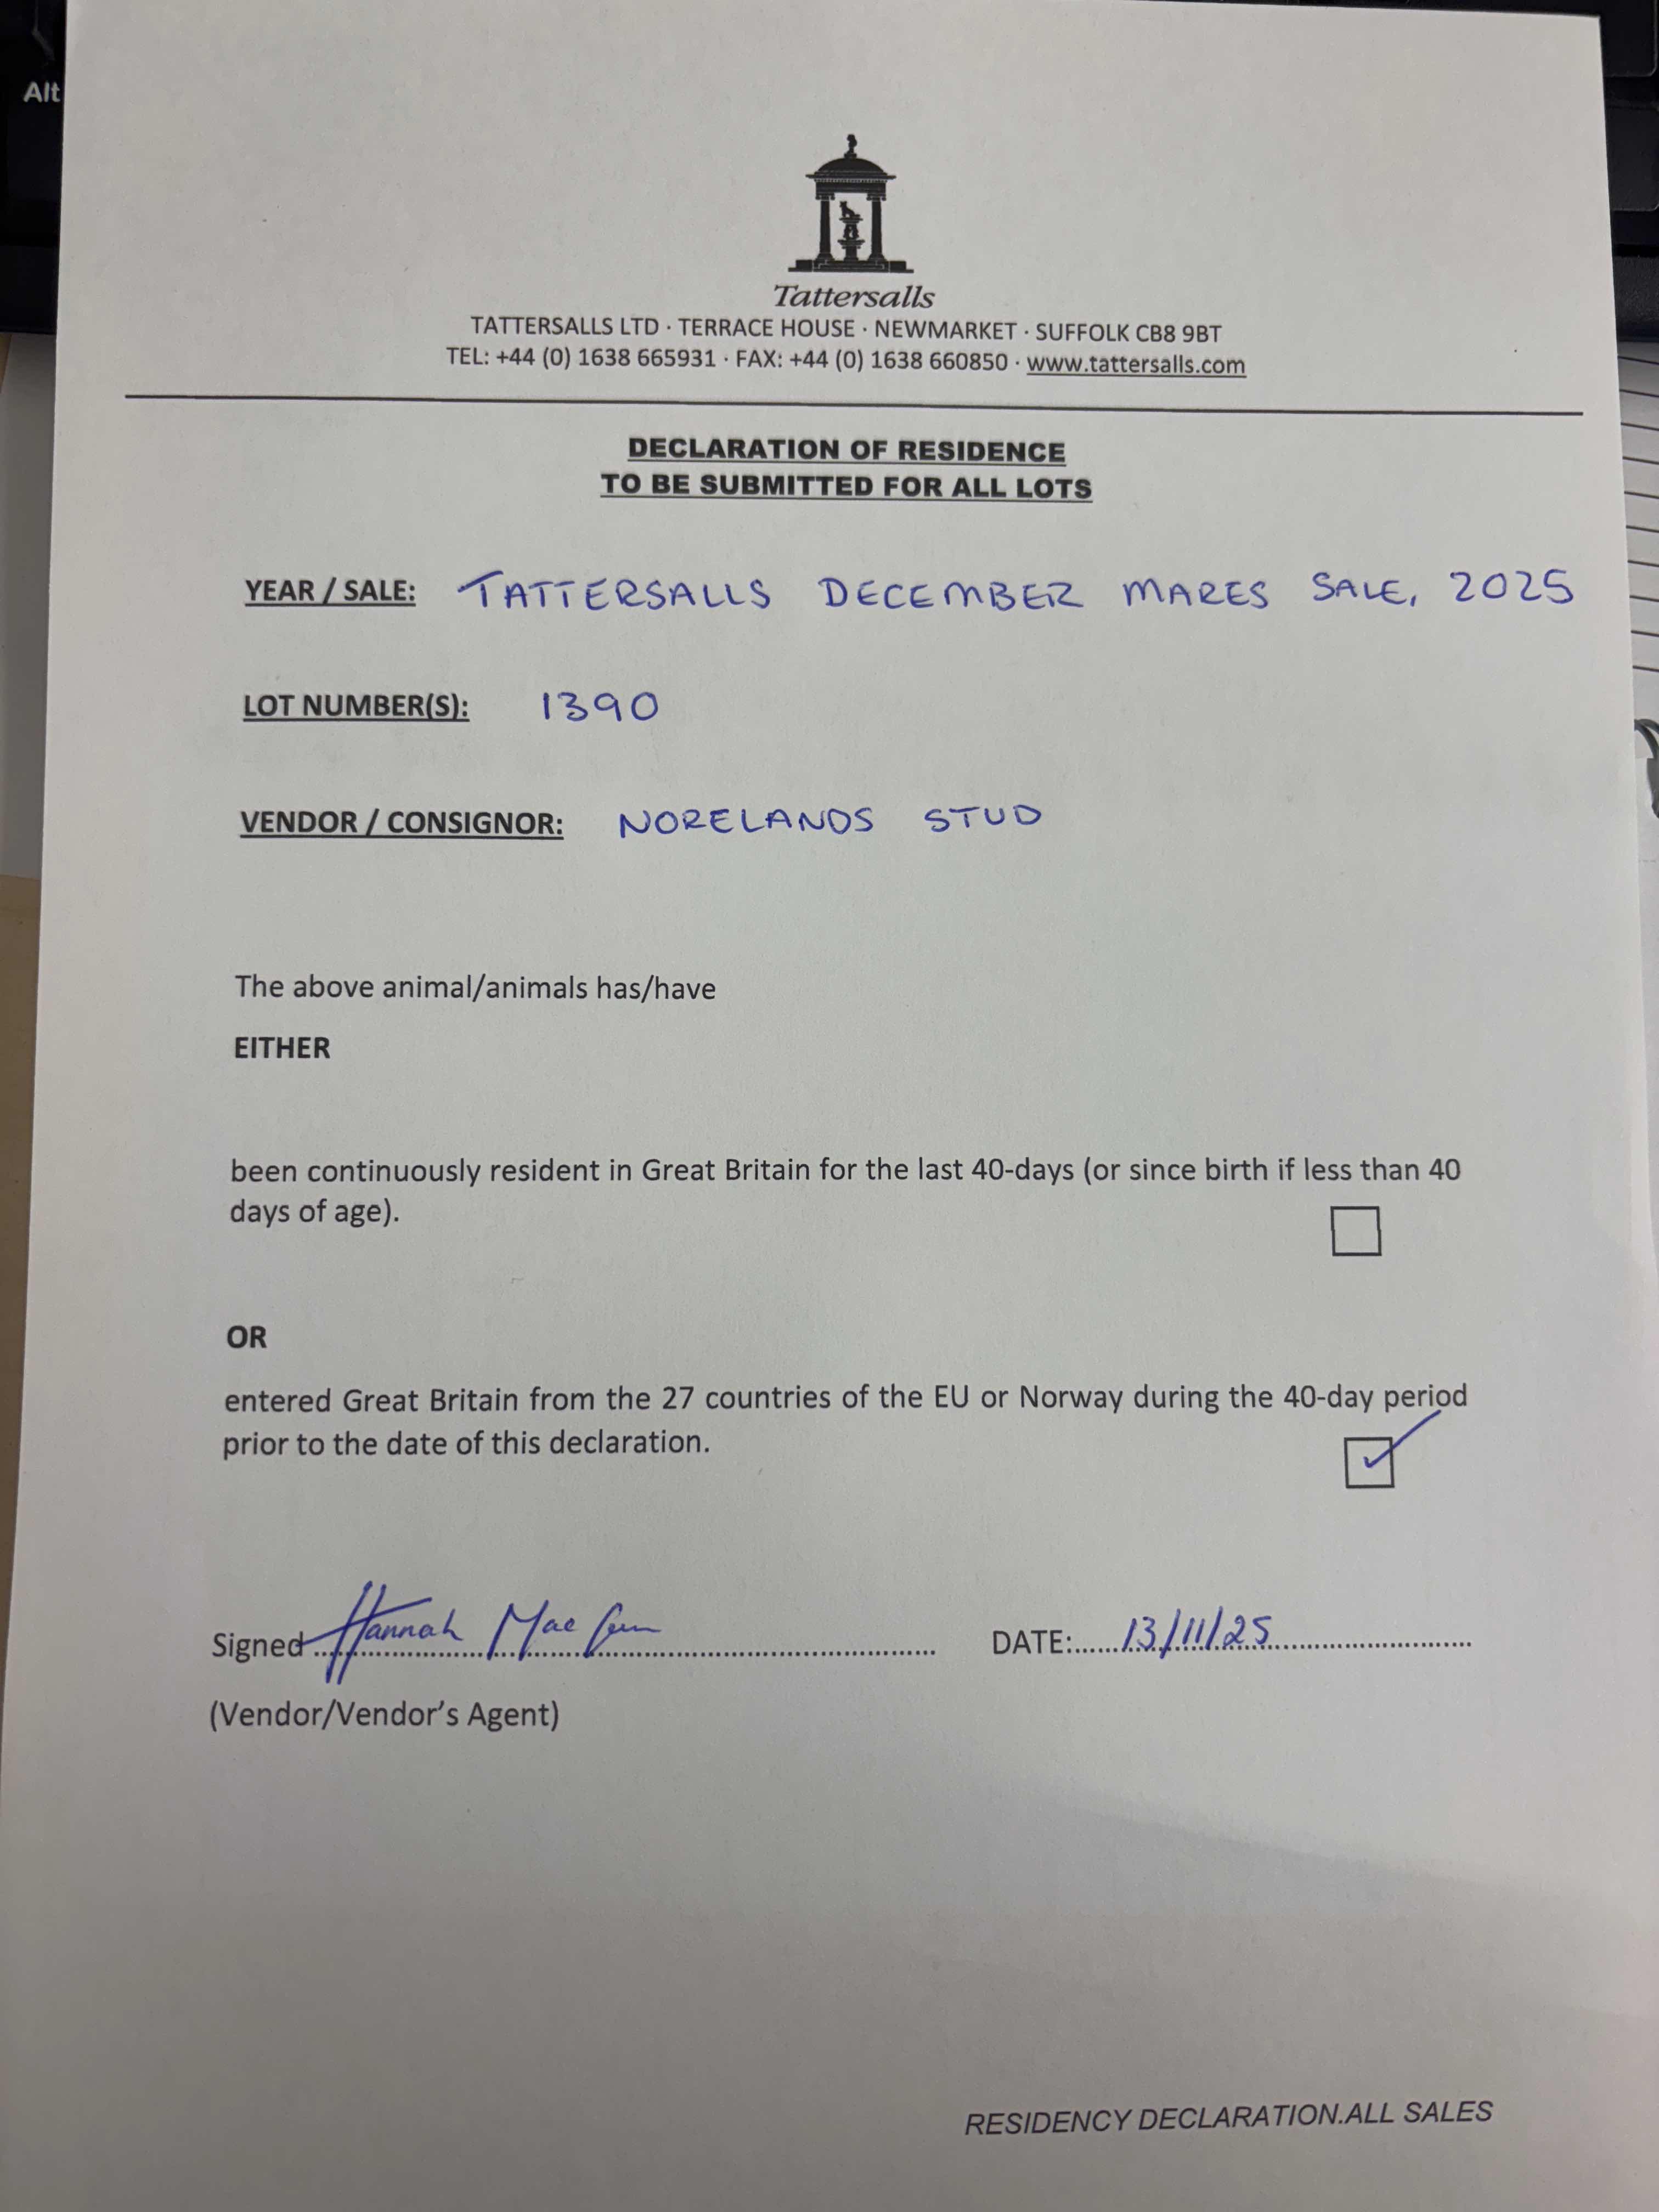 Alt
Tattersalls
TATTERSALLS LTD · TERRACE HOUSE · NEWMARKET · SUFFOLK CB8 9BT
TEL: +44 (0) 1638 665931 · FAX: +44 (0) 1638 660850 · www.tattersalls.com
DECLARATION OF RESIDENCE
TO BE SUBMITTED FOR ALL LOTS
YEAR / SALE: TATTERSALLS DECEMBER MARES SALE, 2025
LOT NUMBER(S): 1390
VENDOR / CONSIGNOR: NORELANDS STUD
The above animal/animals has/have
EITHER
been continuously resident in Great Britain for the last 40-days (or since birth if less than 40
days of age).
OR
entered Great Britain from the 27 countries of the EU or Norway during the 40-day period
prior to the date of this declaration.
Signed Hannah Mac DATE: 13/11/25
(Vendor/Vendor's Agent)
RESIDENCY DECLARATION.ALL SALES